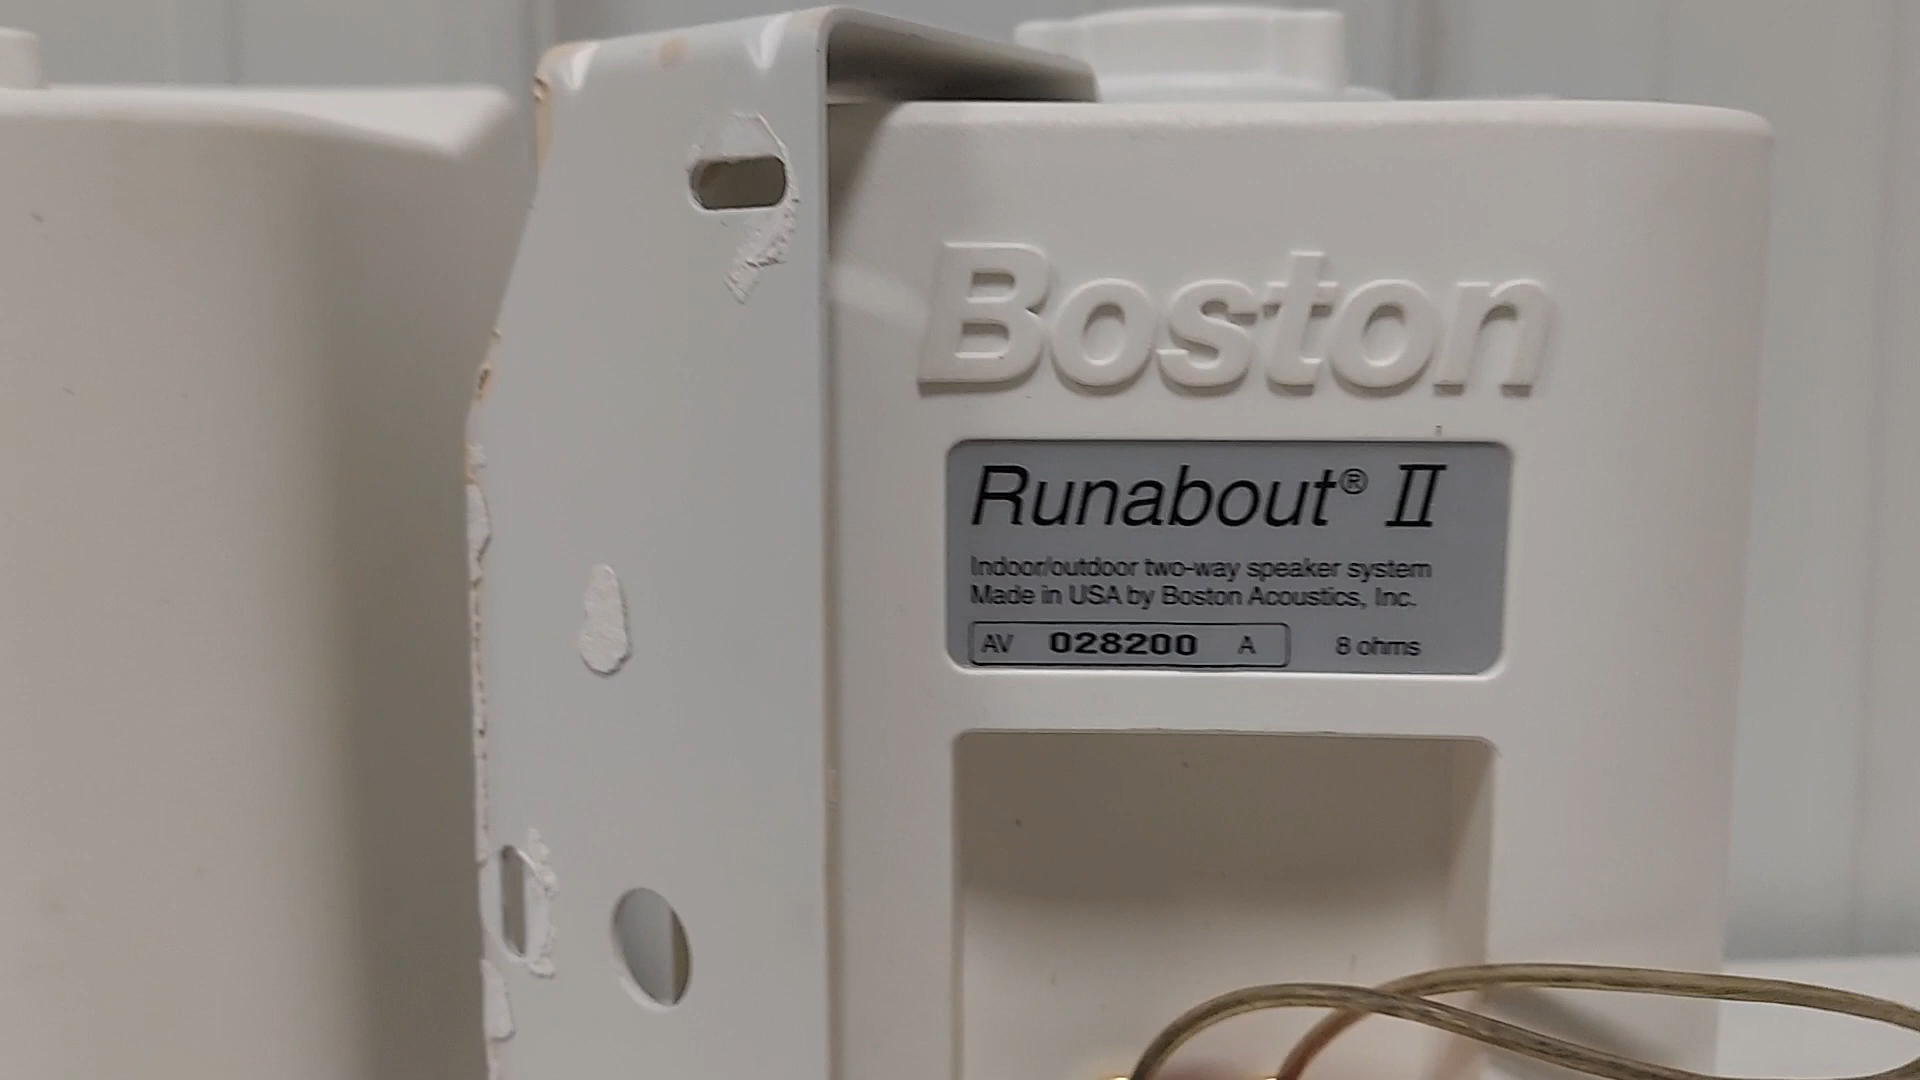 Boston
Runabout® II
Indoor/outdoor two-way speaker system
Made in USA by Boston Acoustics, Inc.
AV 028200 A 8 ohms